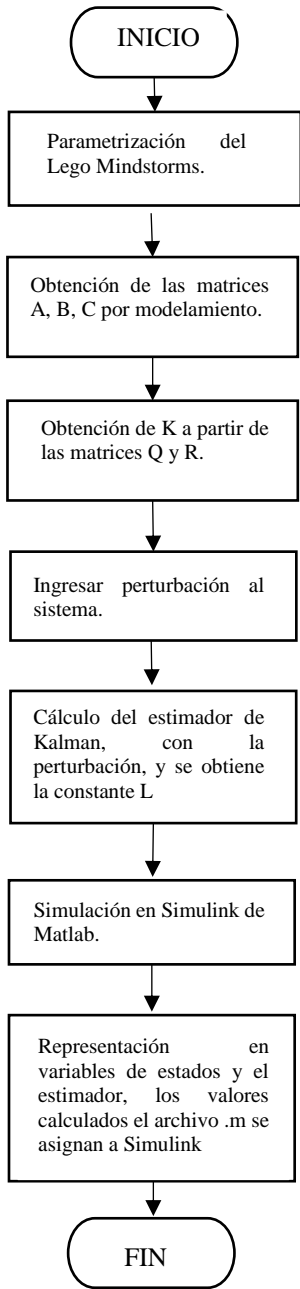 INICIO
Parametrización del
Lego Mindstorms.
Obtención de las matrices
A, B, C por modelamiento.
Obtención de K a partir de
las matrices Q y R.
Ingresar perturbación al
sistema.
Cálculo del estimador de
Kalman, con la
perturbación, y se obtiene
la constante L
Simulación en Simulink de
Matlab.
Representación en
variables de estados y el
estimador, los valores
calculados el archivo .m se
asignan a Simulink
FIN